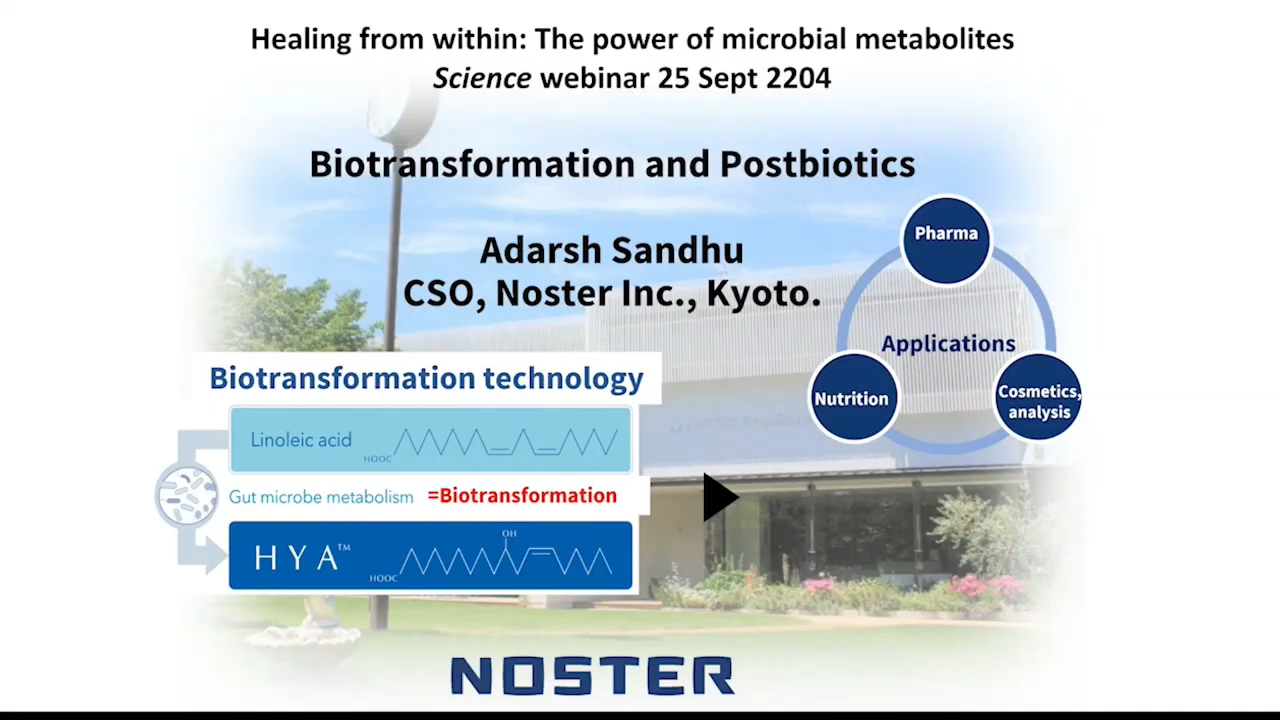 Healing from within: The power of microbial metabolites
Science webinar 25 Sept 2204
Biotransformation and Postbiotics
Adarsh Sandhu
CSO, Noster Inc., Kyoto.
Pharma
Applications
Nutrition
Cosmetics,
analysis
Biotransformation technology
Linoleic acid
HOOC
Gut microbe metabolism =Biotransformation
HYA™
OH
HOOC
NOSTER